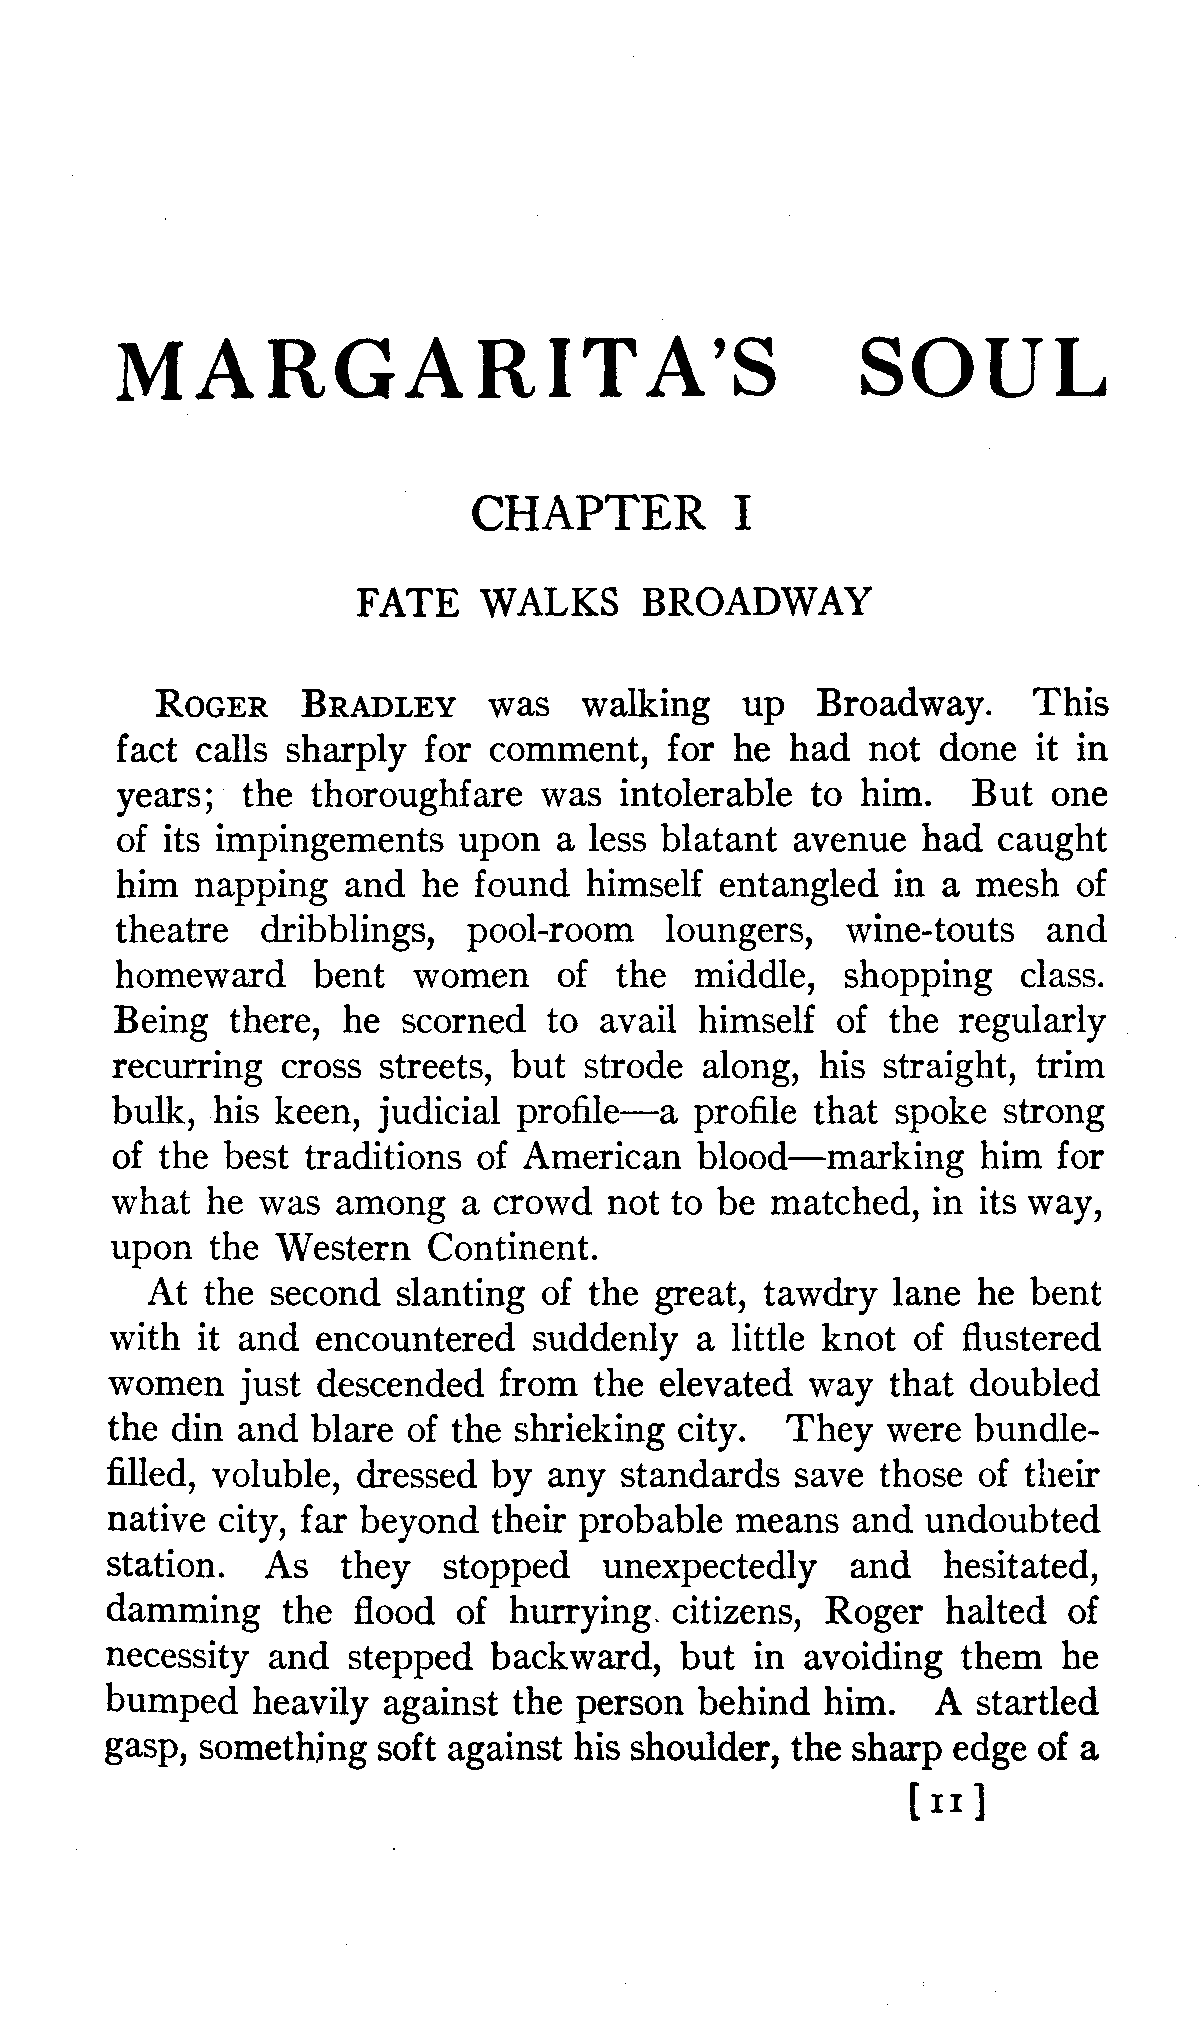 MARGARITA'S SOUL
CHAPTER I
FATE WALKS BROADWAY
ROGER BRADLEY was walking up Broadway. This
fact calls sharply for comment, for he had not done it in
years; the thoroughfare was intolerable to him. But one
of its impingements upon a less blatant avenue had caught
him napping and he found himself entangled in a mesh of
theatre dribblings, pool-room loungers, wine-touts and
homeward bent women of the middle, shopping class.
Being there, he scorned to avail himself of the regularly
recurring cross streets, but strode along, his straight, trim
bulk, his keen, judicial profile—a profile that spoke strong
of the best traditions of American blood—marking him for
what he was among a crowd not to be matched, in its way,
upon the Western Continent.
At the second slanting of the great, tawdry lane he bent
with it and encountered suddenly a little knot of flustered
women just descended from the elevated way that doubled
the din and blare of the shrieking city. They were bundle-
filled, voluble, dressed by any standards save those of their
native city, far beyond their probable means and undoubted
station. As they stopped unexpectedly and hesitated,
damming the flood of hurrying citizens, Roger halted of
necessity and stepped backward, but in avoiding them he
bumped heavily against the person behind him. A startled
gasp, something soft against his shoulder, the sharp edge of a
[11]